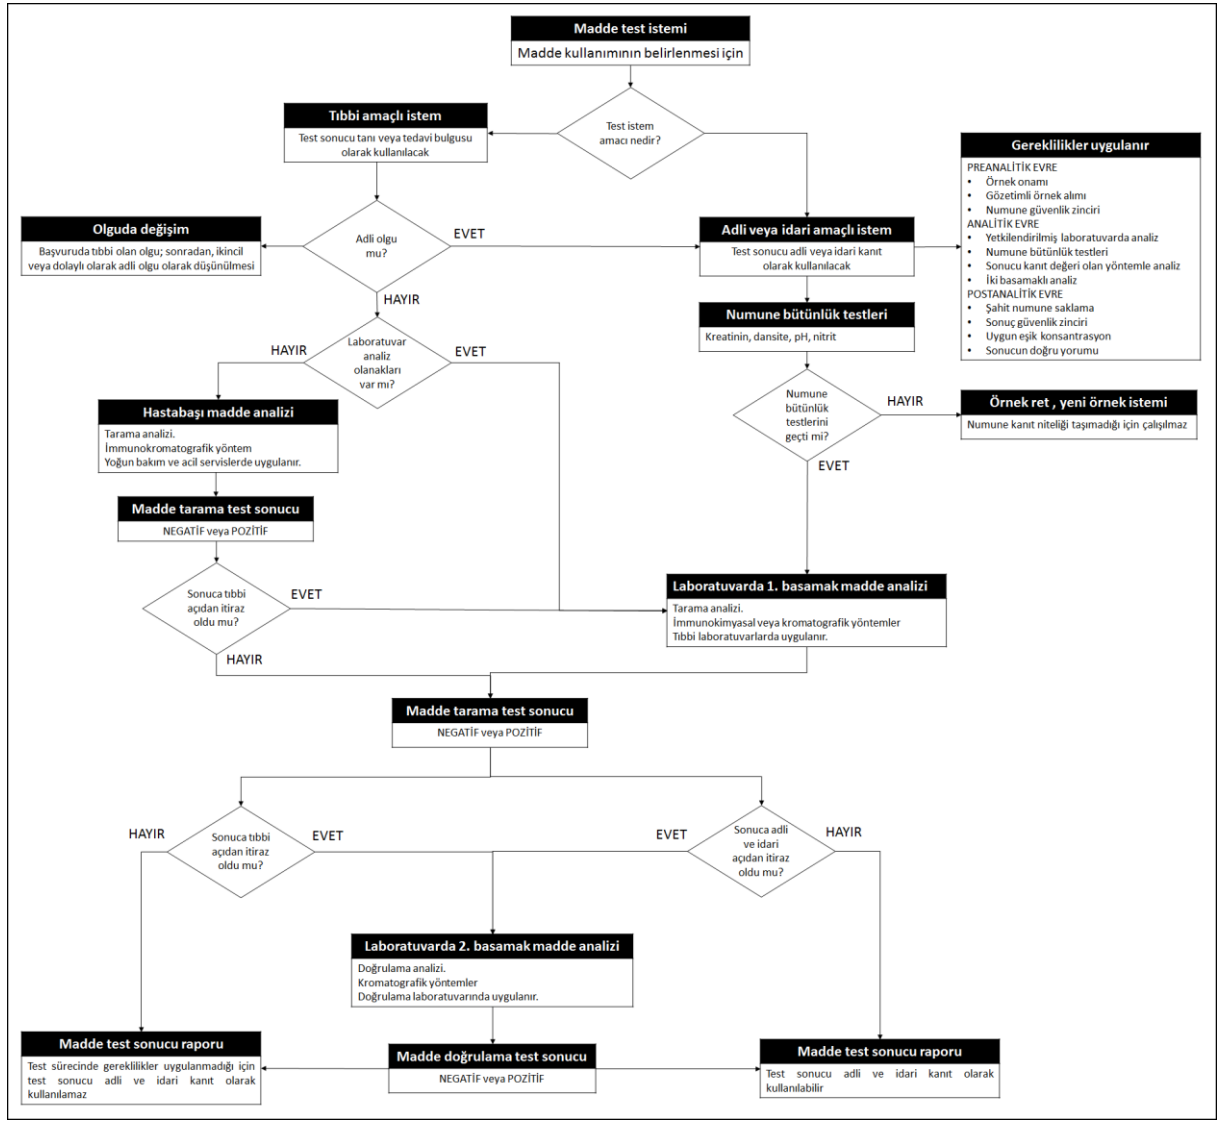 Madde test istemi
Madde kullanımının belirlenmesi için
Test istem
amacı nedir?
Tıbbi amaçlı istem
Test sonucu tanı veya tedavi bulgusu
olarak kullanılacak
Gereklilikler uygulanır
PREANALİTİK EVRE
• Örnek onamı
• Gözetimli örnek alımı
• Numune güvenlik zinciri
ANALİTİK EVRE
• Yetkilendirilmiş laboratuvarda analiz
• Numune bütünlük testleri
• Sonucu kanıt değeri olan yöntemle analiz
• İki basamaklı analiz
POSTANALİTİK EVRE
• Şahit numune saklama
• Sonuç güvenlik zinciri
• Uygun eşik konsantrasyon
• Sonucun doğru yorumu
Olguda değişim
Başvuruda tıbbi olan olgu; sonradan, ikincil
veya dolaylı olarak adli olgu olarak düşünülmesi
Adli olgu
mu?
EVET
HAYIR
Adli veya idari amaçlı istem
Test sonucu adli veya idari kanıt
olarak kullanılacak
Numune bütünlük testleri
Kreatinin, dansite, pH, nitrit
HAYIR
Laboratuvar
analiz
olanakları
var mı?
EVET
Numune
bütünlük
testlerini
geçti mi?
HAYIR
EVET
Örnek ret , yeni örnek istemi
Numune kanıt niteliği taşımadığı için çalışılmaz
Hastabaşı madde analizi
Tarama analizi.
İmmunokromatografik yöntem
Yoğun bakım ve acil servislerde uygulanır.
Madde tarama test sonucu
NEGATİF veya POZİTİF
Sonuca tıbbi
açıdan itiraz
oldu mu?
EVET
HAYIR
Laboratuvarda 1. basamak madde analizi
Tarama analizi.
İmmunokimyasal veya kromatografik yöntemler
Tıbbi laboratuvarlarda uygulanır.
Madde tarama test sonucu
NEGATİF veya POZİTİF
HAYIR
Sonuca tıbbi
açıdan itiraz
oldu mu?
EVET
EVET
Sonuca adli
ve idari
açıdan itiraz
oldu mu?
HAYIR
Laboratuvarda 2. basamak madde analizi
Doğrulama analizi.
Kromatografik yöntemler
Doğrulama laboratuvarında uygulanır.
Madde test sonucu raporu
Test sürecinde gereklilikler uygulanmadığı için
test sonucu adli ve idari kanıt olarak
kullanılamaz
Madde doğrulama test sonucu
NEGATİF veya POZİTİF
Madde test sonucu raporu
Test sonucu adli ve idari kanıt olarak
kullanılabilir